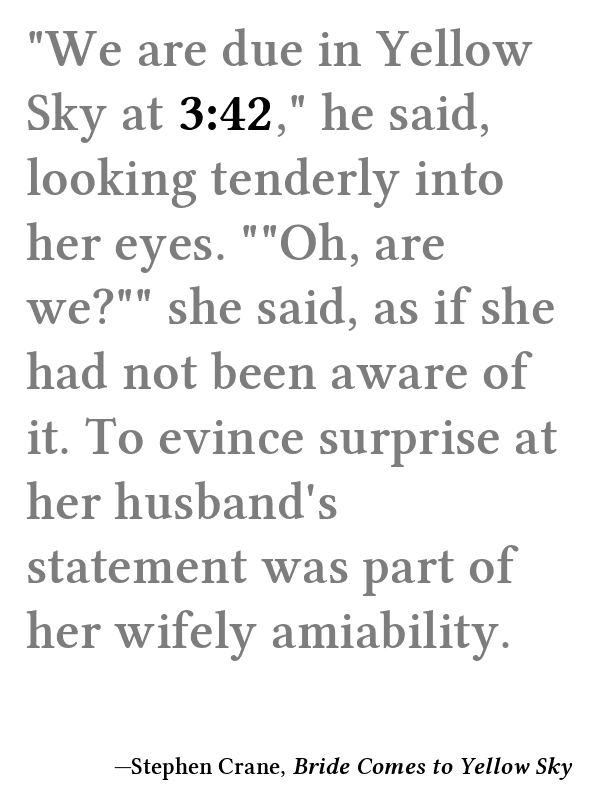 "We are due in Yellow
Sky at 3:42," he said,
looking tenderly into
her eyes. ""Oh, are
we?"" she said, as if she
had not been aware of
it. To evince surprise at
her husband's
statement was part of
her wifely amiability.
—Stephen Crane, Bride Comes to Yellow Sky